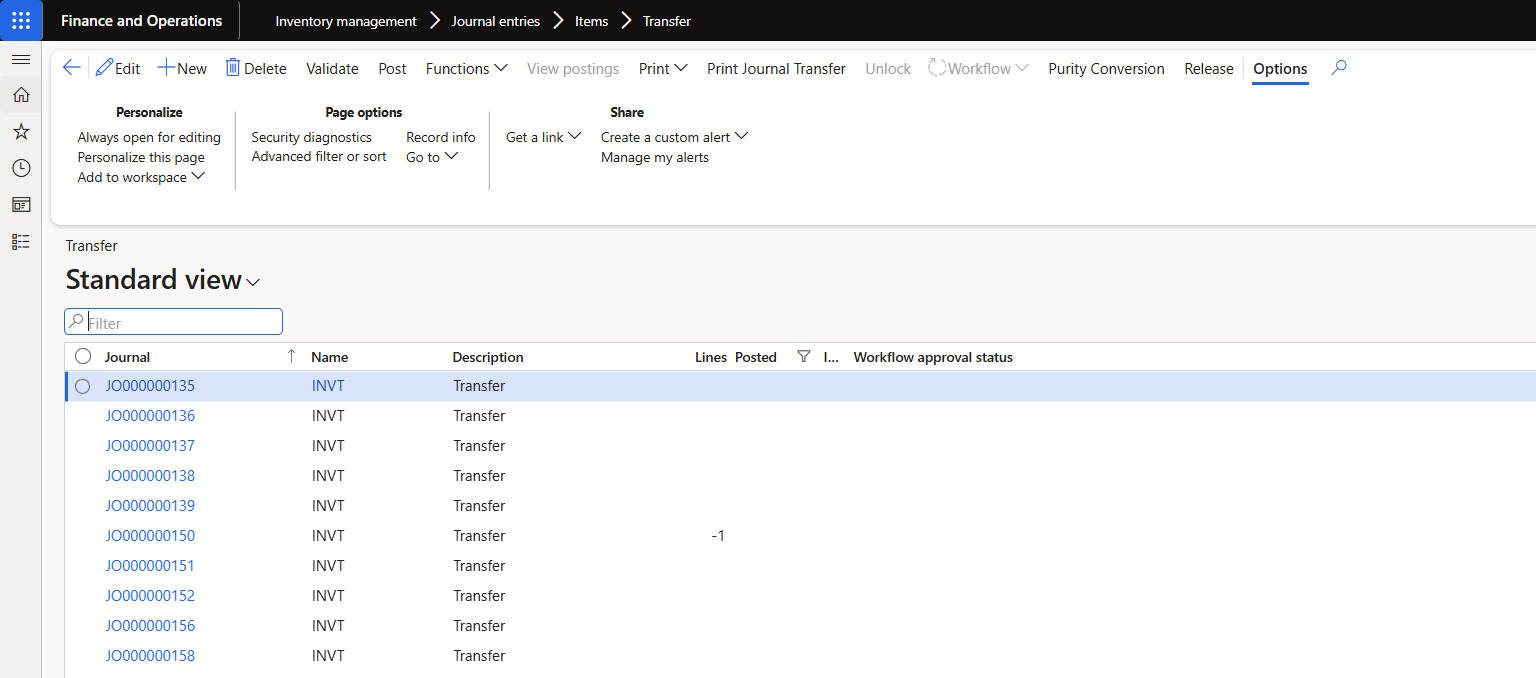 Finance and Operations
Inventory management Journal entries Items Transfer
Edit New Delete Validate Post Functions View postings Print Print Journal Transfer Unlock Workflow Purity Conversion Release Options
Personalize
Always open for editing
Personalize this page
Add to workspace
Page options
Security diagnostics Record info
Advanced filter or sort Go to
Share
Get a link Create a custom alert
Manage my alerts
Transfer
Standard view
Filter
Journal Name Description Lines Posted I... Workflow approval status
JO000000135 INVT Transfer
JO000000136 INVT Transfer
JO000000137 INVT Transfer
JO000000138 INVT Transfer
JO000000139 INVT Transfer
JO000000150 INVT Transfer -1
JO000000151 INVT Transfer
JO000000152 INVT Transfer
JO000000156 INVT Transfer
JO000000158 INVT Transfer